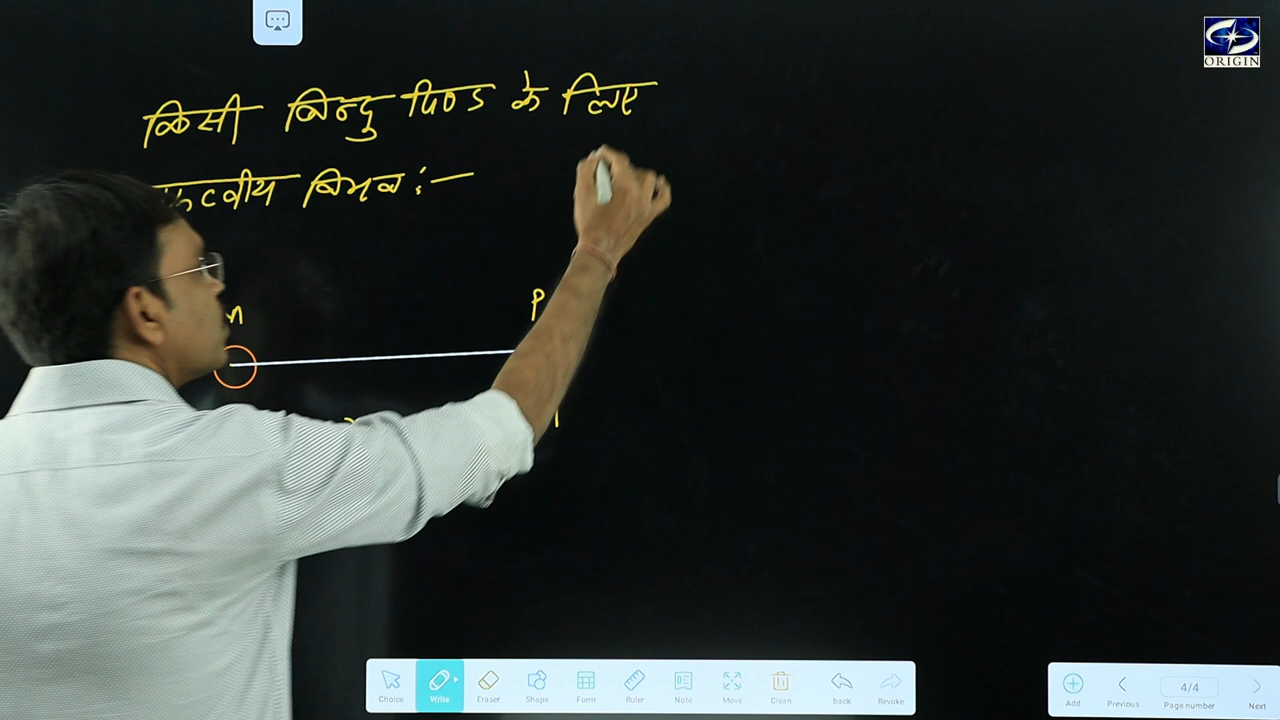 ORIGIN
किसी बिन्दु पिण्ड के लिए
बिभव :-
m
P
Choice
Write
Eraser
Shape
Form
Ruler
Note
Move
Clean
back
Revoke
Add
Previous
4/4
Page number
Next